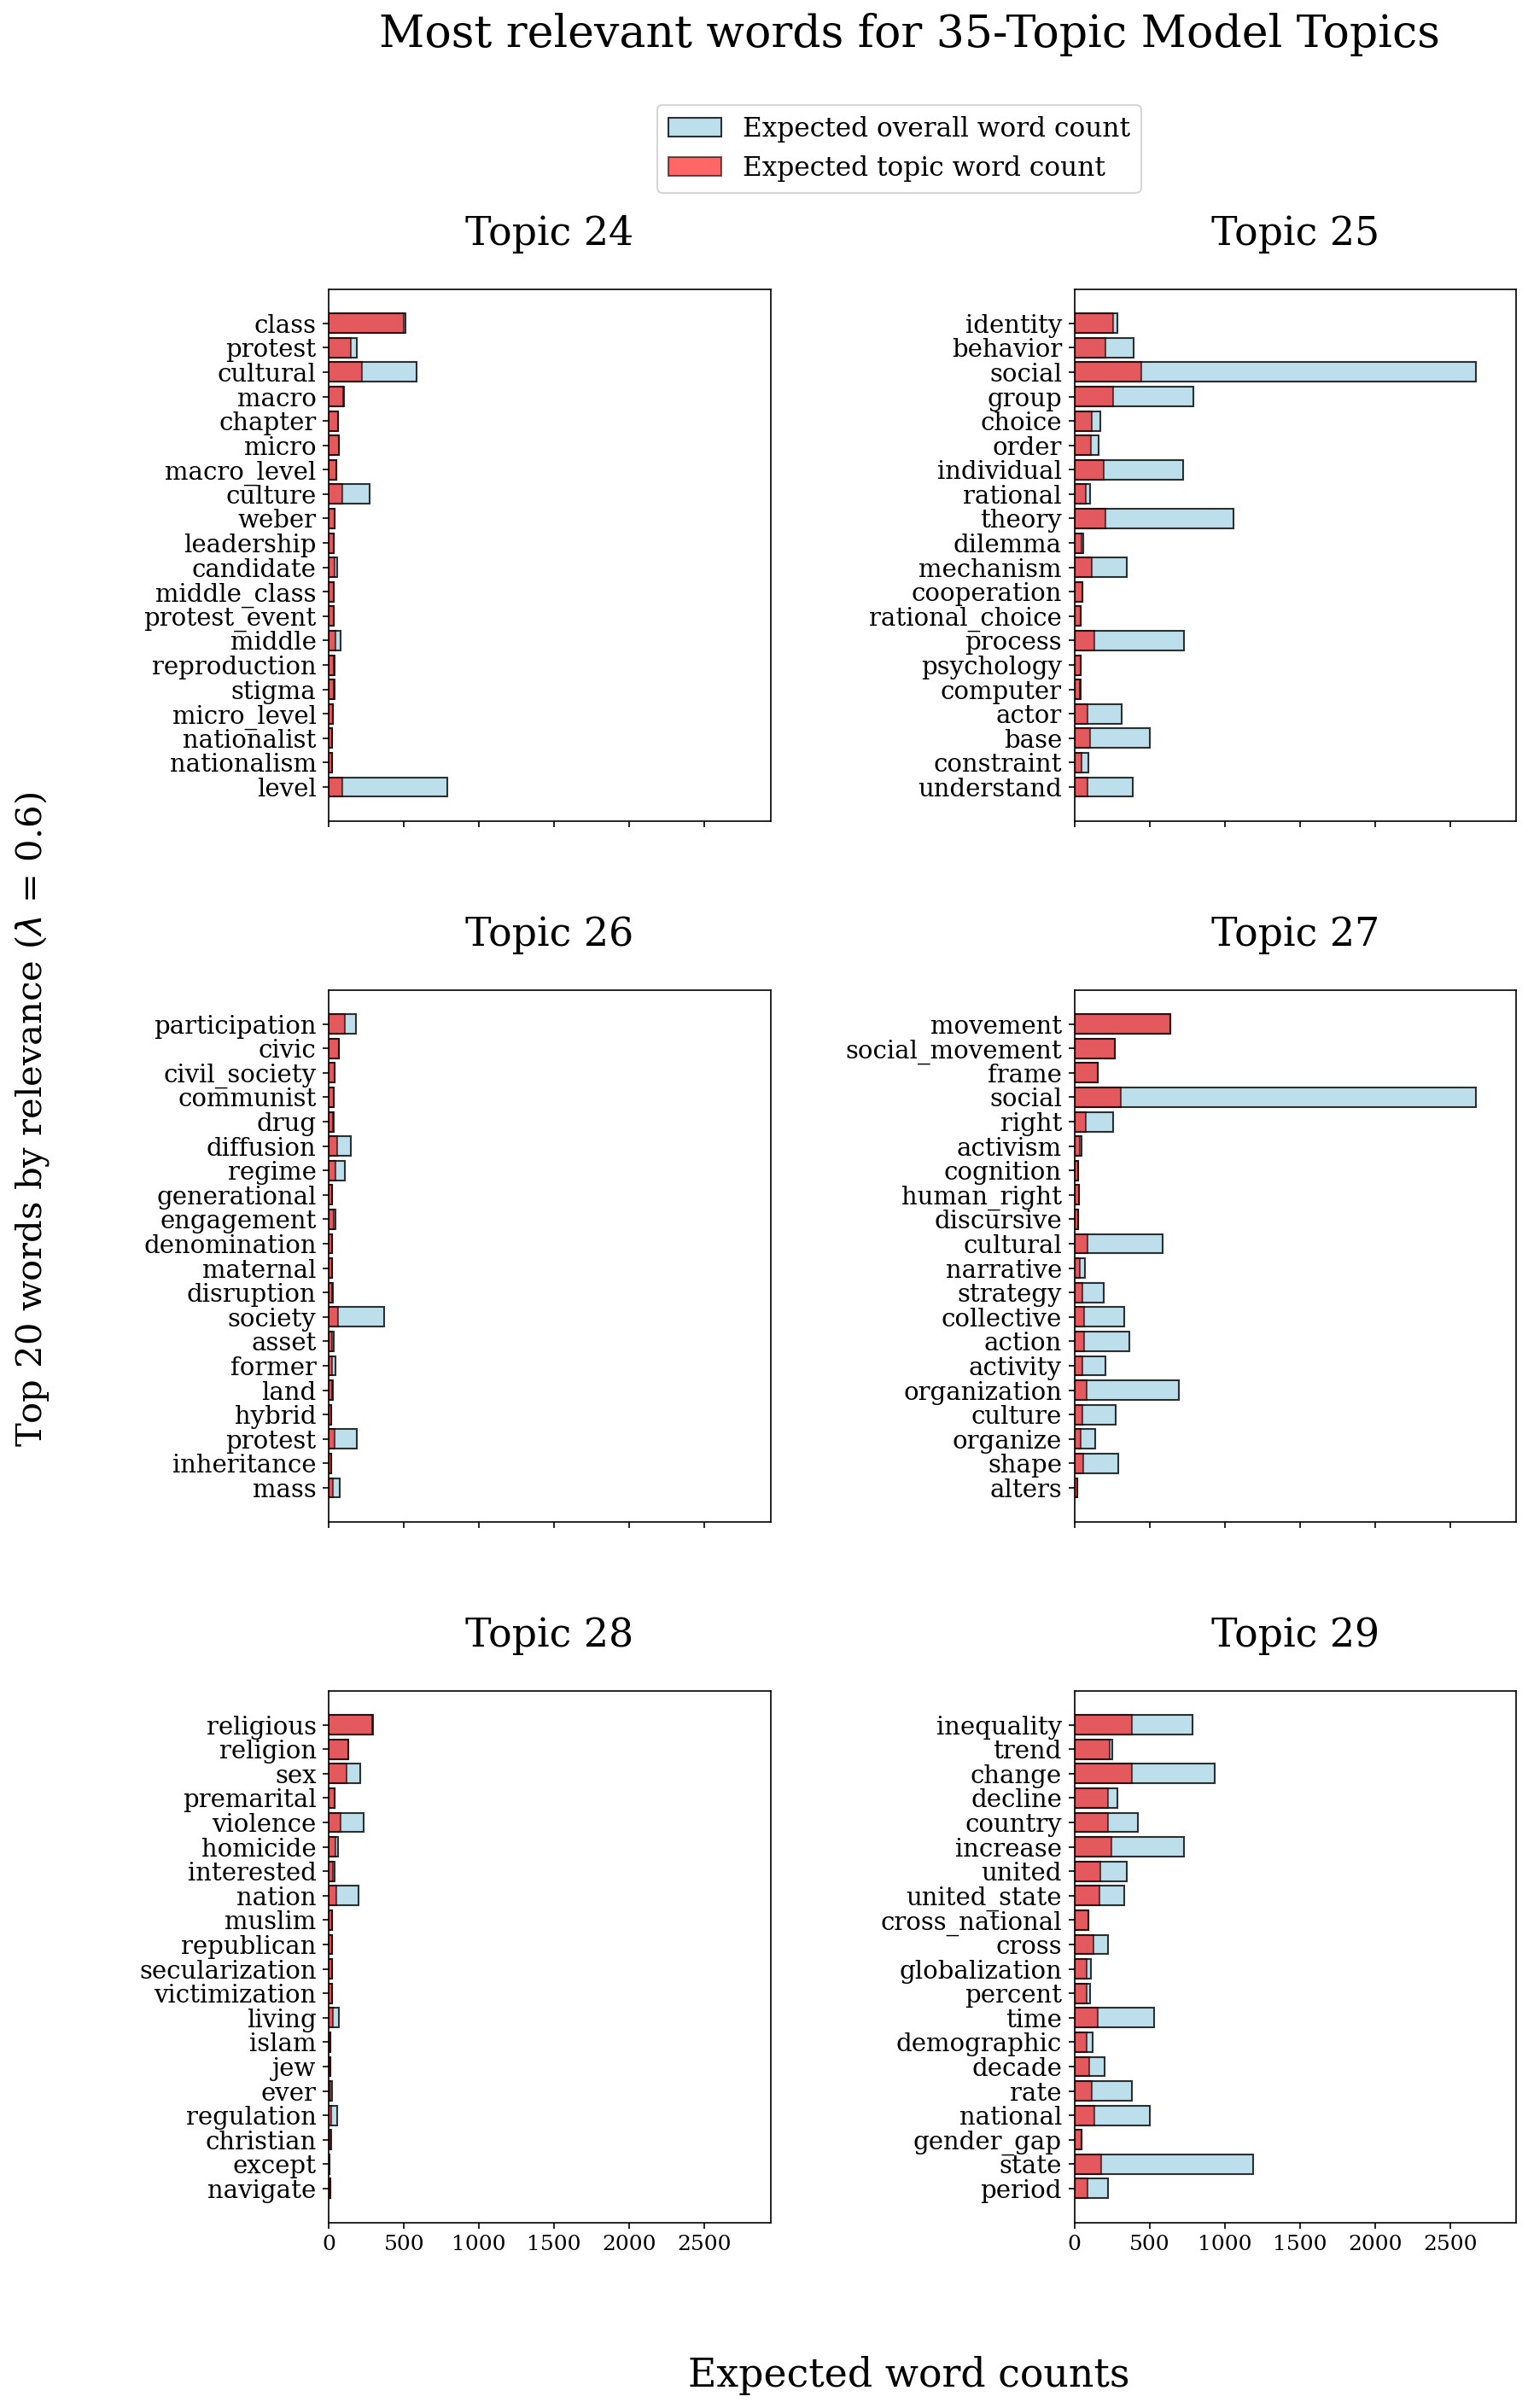 Most relevant words for 35-Topic Model Topics
Expected overall word count
Expected topic word count
Top 20 words by relevance (λ = 0.6)
Topic 24
class
protest
cultural
macro
chapter
micro
macro_level
culture
weber
leadership
candidate
middle_class
protest_event
middle
reproduction
stigma
micro_level
nationalist
nationalism
level
Topic 25
identity
behavior
social
group
choice
order
individual
rational
theory
dilemma
mechanism
cooperation
rational_choice
process
psychology
computer
actor
base
constraint
understand
Topic 26
participation
civic
civil_society
communist
drug
diffusion
regime
generational
engagement
denomination
maternal
disruption
society
asset
former
land
hybrid
protest
inheritance
mass
Topic 27
movement
social_movement
frame
social
right
activism
cognition
human_right
discursive
cultural
narrative
strategy
collective
action
activity
organization
culture
organize
shape
alters
Topic 28
religious
religion
sex
premarital
violence
homicide
interested
nation
muslim
republican
secularization
victimization
living
islam
jew
ever
regulation
christian
except
navigate
0 500 1000 1500 2000 2500
Topic 29
inequality
trend
change
decline
country
increase
united
united_state
cross_national
cross
globalization
percent
time
demographic
decade
rate
national
gender_gap
state
period
0 500 1000 1500 2000 2500
Expected word counts